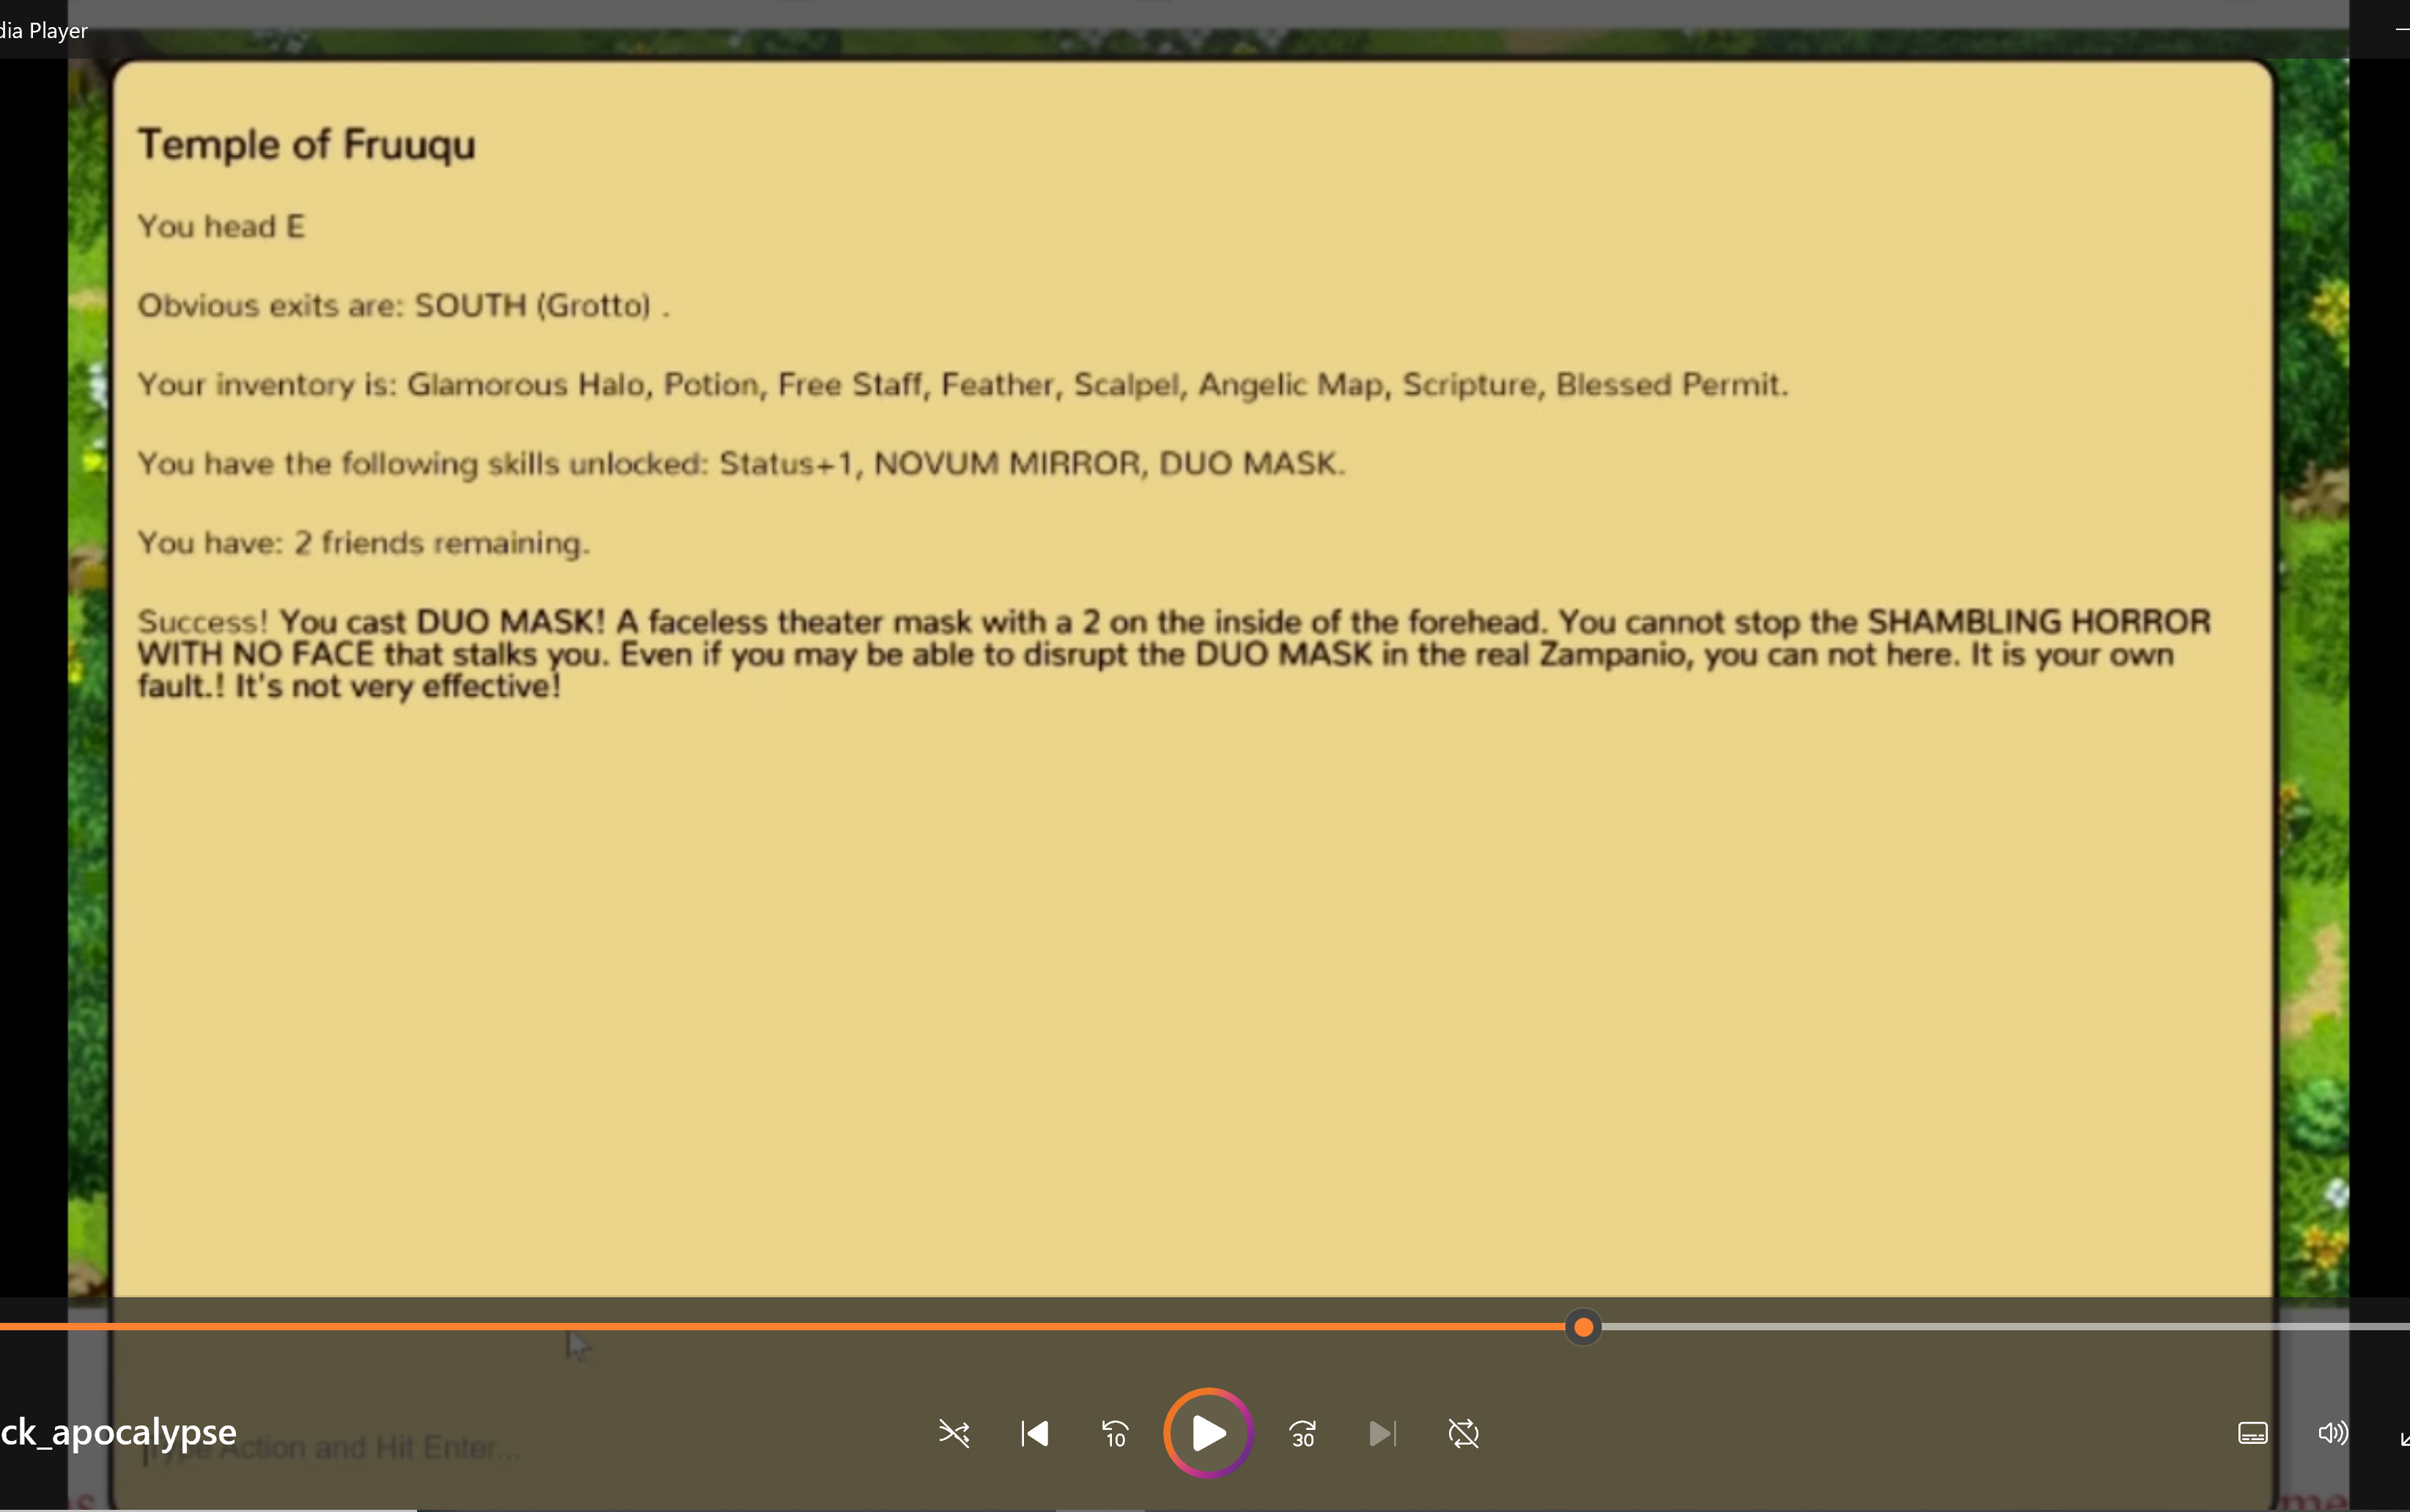 dia Player
Temple of Fruuqu
You head E
Obvious exits are: SOUTH (Grotto) .
Your inventory is: Glamorous Halo, Potion, Free Staff, Feather, Scalpel, Angelic Map, Scripture, Blessed Permit.
You have the following skills unlocked: Status+1, NOVUM MIRROR, DUO MASK.
You have: 2 friends remaining.
Success! You cast DUO MASK! A faceless theater mask with a 2 on the inside of the forehead. You cannot stop the SHAMBLING HORROR
WITH NO FACE that stalks you. Even if you may be able to disrupt the DUO MASK in the real Zampanio, you can not here. It is your own
fault.! It's not very effective!
ck_apocalypse
Type Action and Hit Enter...
10
30